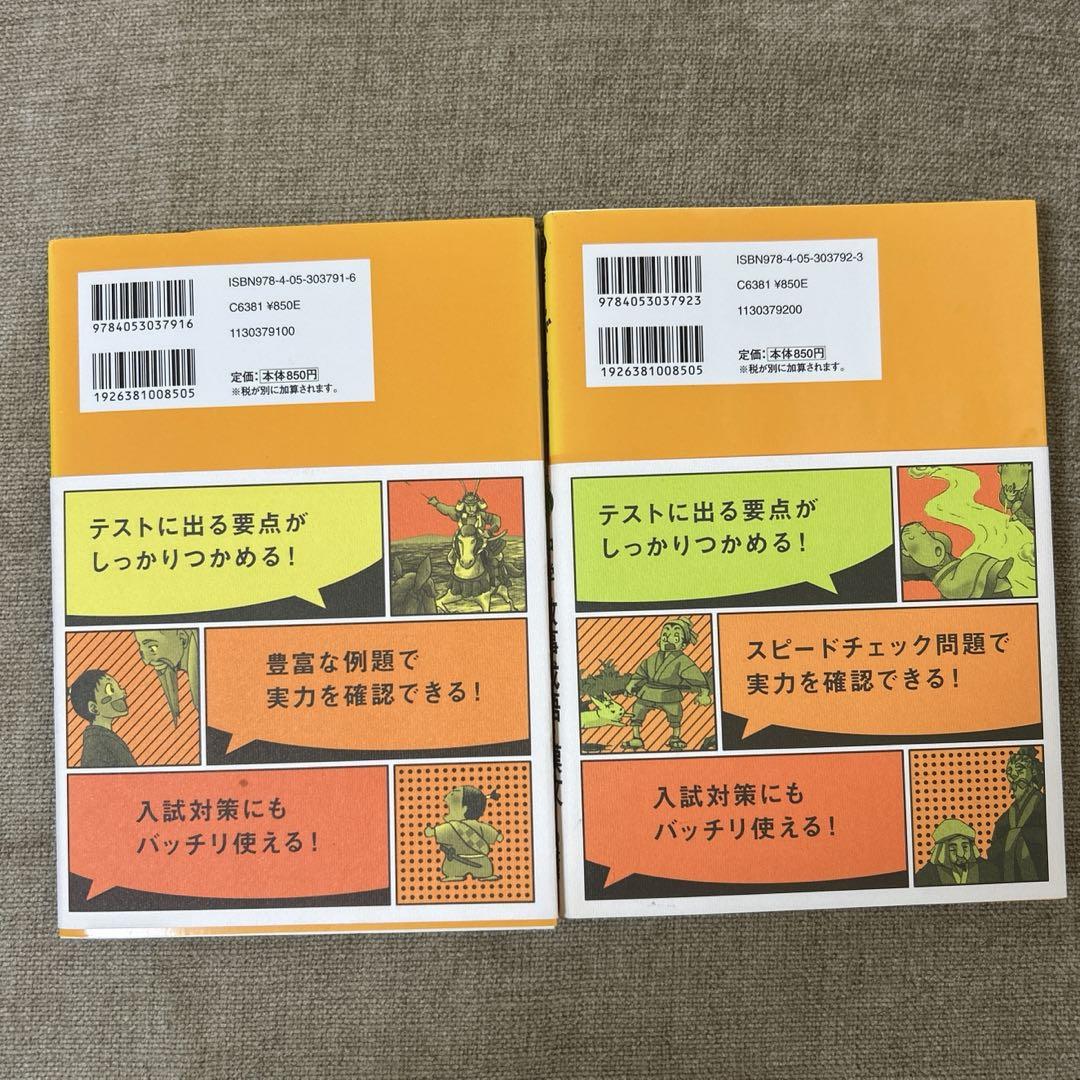 ISBN978-4-05-303791-6
9784053037916
C6381 ¥850E
1130379100
1926381008505
定価：本体850円
※税が別に加算されます。
テストに出る要点が
しっかりつかめる！
豊富な例題で
実力を確認できる！
入試対策にも
バッチリ使える！
ISBN978-4-05-303792-3
9784053037923
C6381 ¥850E
1130379200
1926381008505
定価：本体850円
※税が別に加算されます。
テストに出る要点が
しっかりつかめる！
スピードチェック問題で
実力を確認できる！
入試対策にも
バッチリ使える！